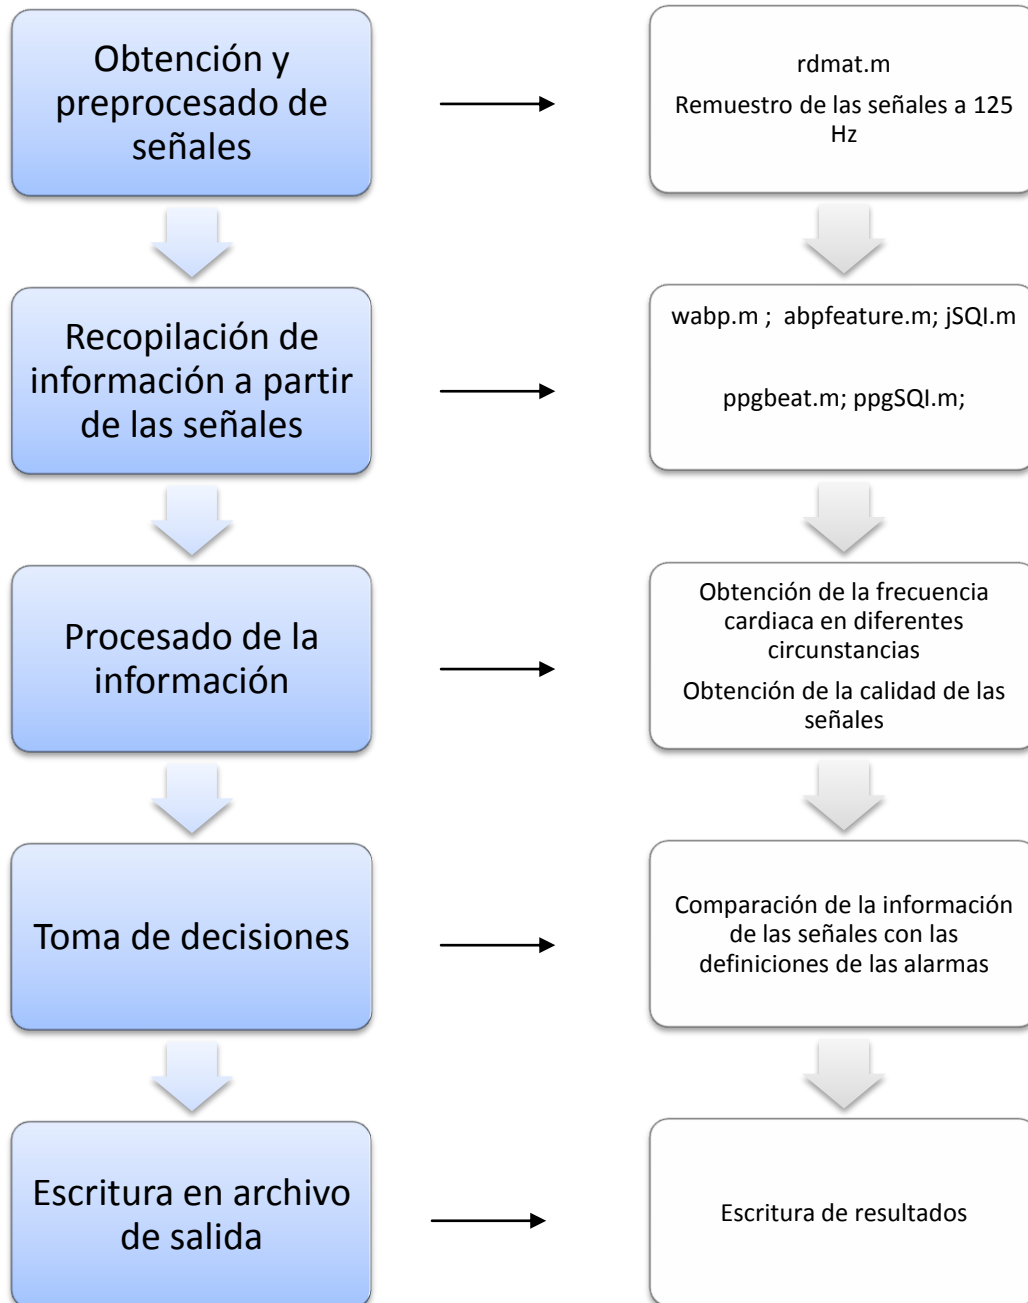 Obtención y
preprocesado de
señales
rdmat.m
Remuestro de las señales a 125
Hz
Recopilación de
información a partir
de las señales
wabp.m ; abpfeature.m; jSQI.m
ppgbeat.m; ppgSQI.m;
Procesado de la
información
Obtención de la frecuencia
cardiaca en diferentes
circunstancias
Obtención de la calidad de las
señales
Toma de decisiones
Comparación de la información
de las señales con las
definiciones de las alarmas
Escritura en archivo
de salida
Escritura de resultados